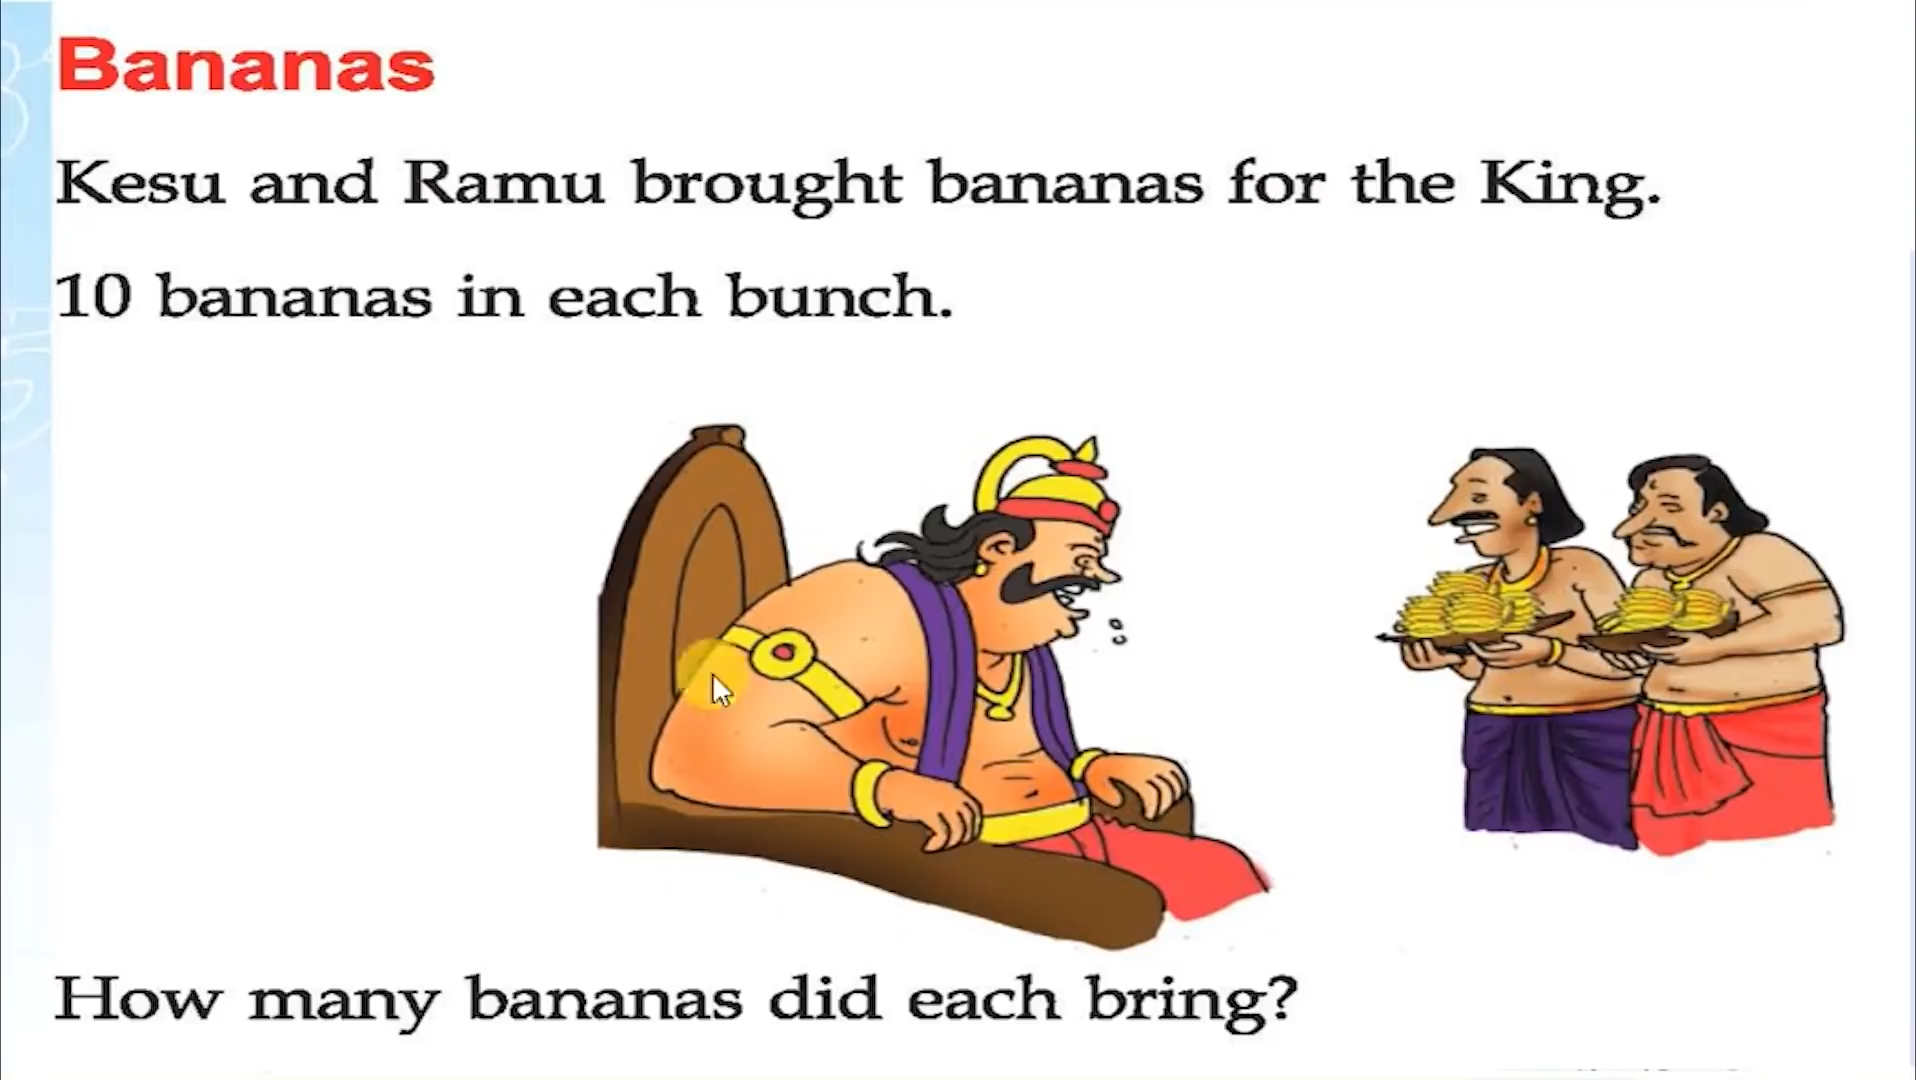 Bananas
Kesu and Ramu brought bananas for the King.
10 bananas in each bunch.
How many bananas did each bring?